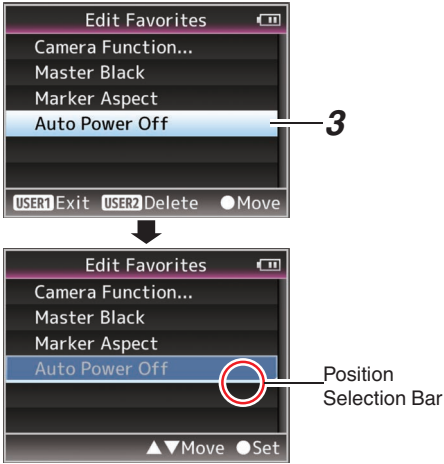 Edit Favorites
Camera Function...
Master Black
Marker Aspect
Auto Power Off
3
USER1 Exit USER2 Delete ●Move
Edit Favorites
Camera Function...
Master Black
Marker Aspect
Auto Power Off
Position
Selection Bar
▲▼Move ●Set